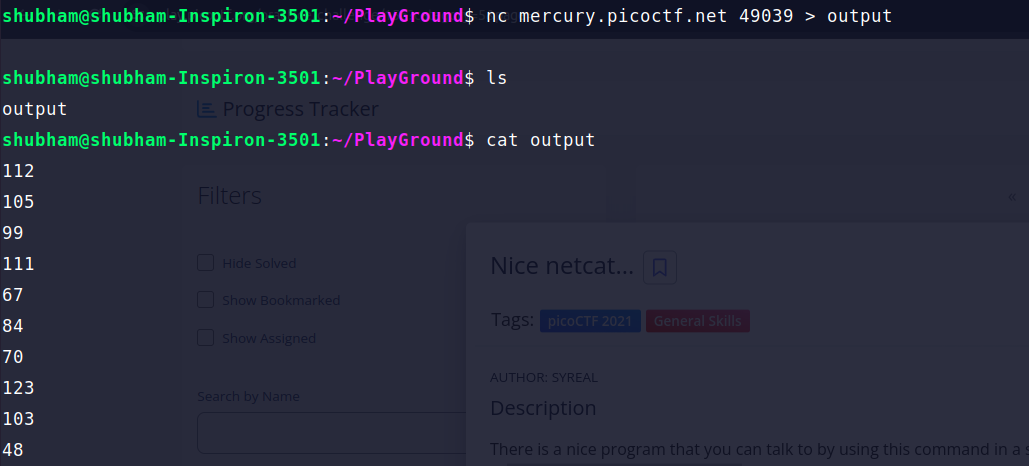 shubham@shubham-Inspiron-3501:~/PlayGround$ nc mercury.picoctf.net 49039 > output
shubham@shubham-Inspiron-3501:~/PlayGround$ ls
output
Progress Tracker
shubham@shubham-Inspiron-3501:~/PlayGround$ cat output
112
105
Filters
99
«
111
Hide Solved
Nice netcat...
67
Show Bookmarked
84
Tags: picoCTF 2021 General Skills
Show Assigned
70
AUTHOR: SYREAL
123
Search by Name
Description
103
48
There is a nice program that you can talk to by using this command in a